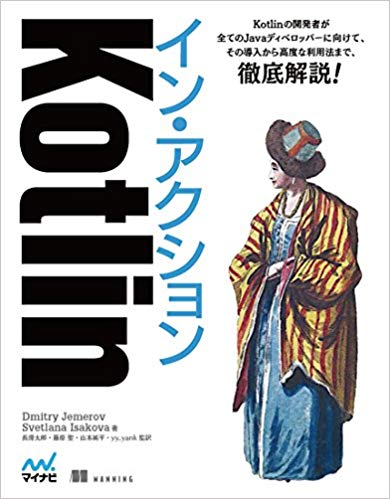 Kotlinの開発者が
全てのJavaディベロッパーに向けて、
その導入から高度な利用法まで、
徹底解説!
Kotlin
イン・アクション
Dmitry Jemerov
Svetlana Isakova 著
長澤太郎・藤原 聖・山本純平・yy_yank 監訳
マイナビ
MANNING